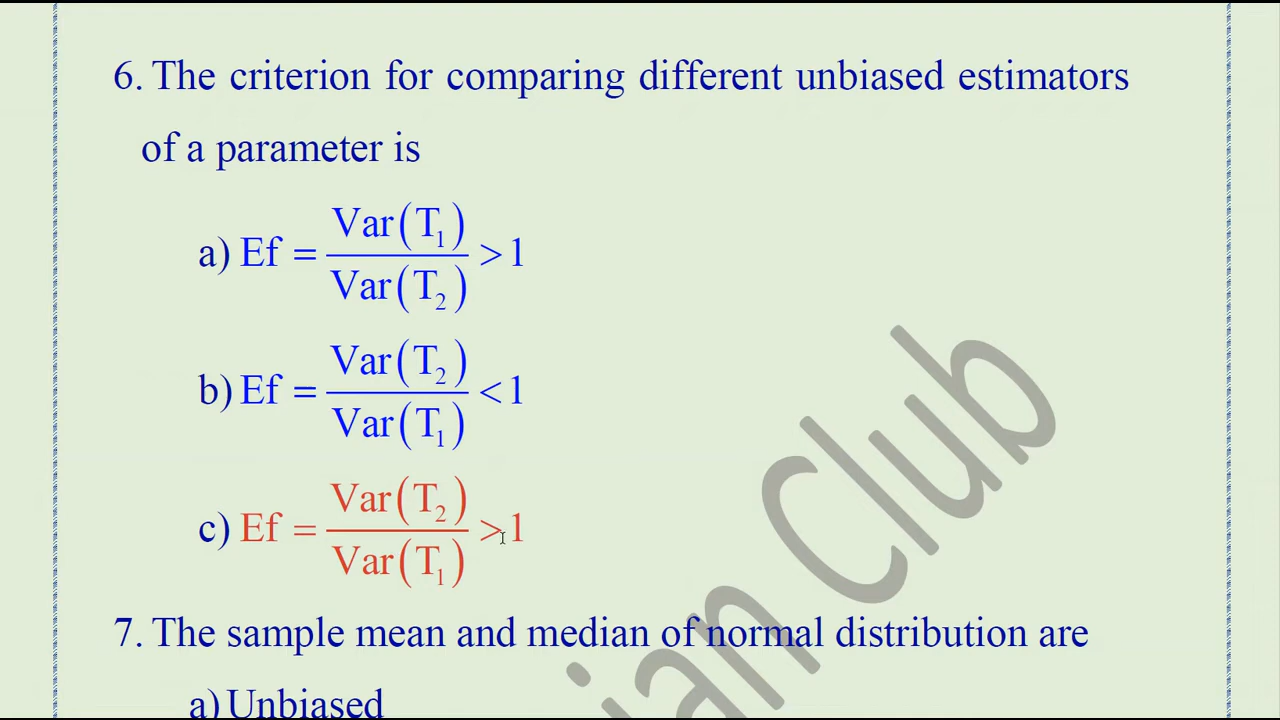 6. The criterion for comparing different unbiased estimators
of a parameter is
a) Ef = Var(T₁) / Var(T₂) > 1
b) Ef = Var(T₂) / Var(T₁) < 1
c) Ef = Var(T₂) / Var(T₁) > 1
7. The sample mean and median of normal distribution are
a) Unbiased
ian Club